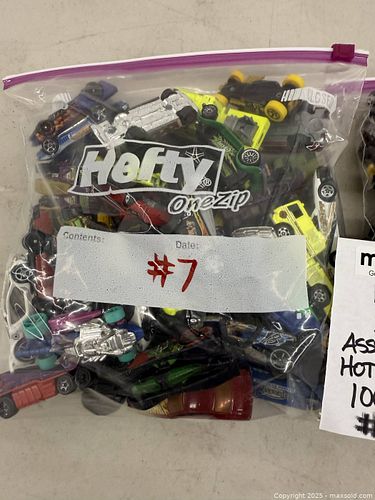 Hefty®
OneZip
Contents:
Date:
#7
m
ASS
HOT
10
#
Copyright © 2025 - maxsold.com